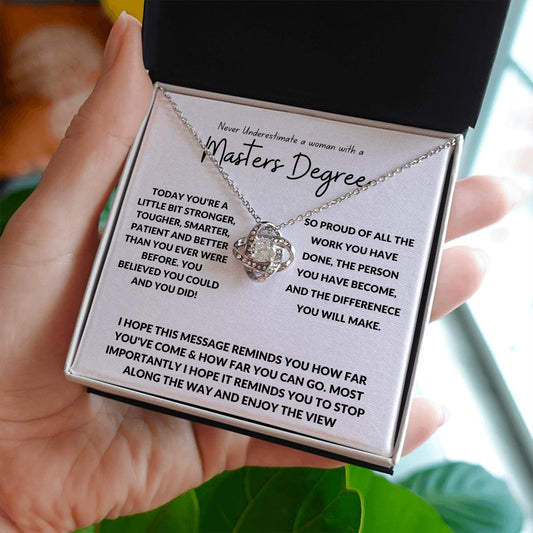 Never Underestimate a woman with a
Masters Degree
TODAY YOU'RE A
LITTLE BIT STRONGER,
TOUGHER, SMARTER,
PATIENT AND BETTER
THAN YOU EVER WERE
BEFORE. YOU
BELIEVED YOU COULD
AND YOU DID!
SO PROUD OF ALL THE
WORK YOU HAVE
DONE, THE PERSON
YOU HAVE BECOME,
AND THE DIFFERENECE
YOU WILL MAKE.
I HOPE THIS MESSAGE REMINDS YOU HOW FAR
YOU'VE COME & HOW FAR YOU CAN GO. MOST
IMPORTANTLY I HOPE IT REMINDS YOU TO STOP
ALONG THE WAY AND ENJOY THE VIEW